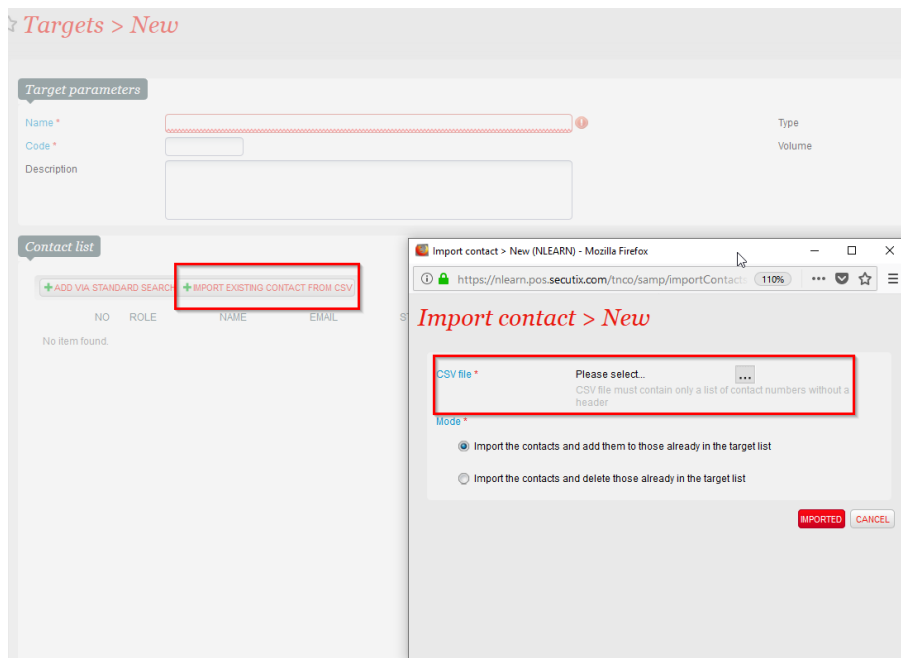 Targets > New
Target parameters
Name *
Type
Code *
Volume
Description
Contact list
ADD VIA STANDARD SEARCH
IMPORT EXISTING CONTACT FROM CSV
NO ROLE NAME EMAIL S
No item found.
Import contact > New (NLEARN) - Mozilla Firefox
https://nlearn.pos.secutix.com/tnco/samp/importContacts 110%
Import contact > New
CSV file * Please select... ...
CSV file must contain only a list of contact numbers without a
header
Mode *
Import the contacts and add them to those already in the target list
Import the contacts and delete those already in the target list
IMPORTED CANCEL